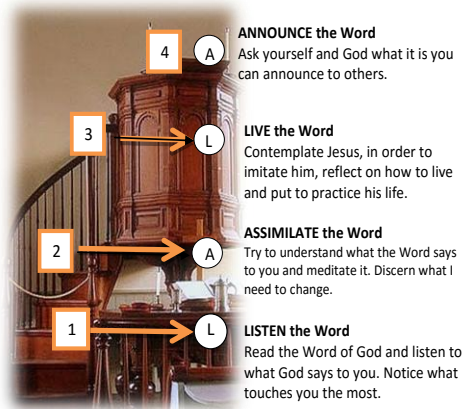 4
A
ANNOUNCE the Word
Ask yourself and God what it is you
can announce to others.
3
L
LIVE the Word
Contemplate Jesus, in order to
imitate him, reflect on how to live
and put to practice his life.
2
A
ASSIMILATE the Word
Try to understand what the Word says
to you and meditate it. Discern what I
need to change.
1
L
LISTEN the Word
Read the Word of God and listen to
what God says to you. Notice what
touches you the most.